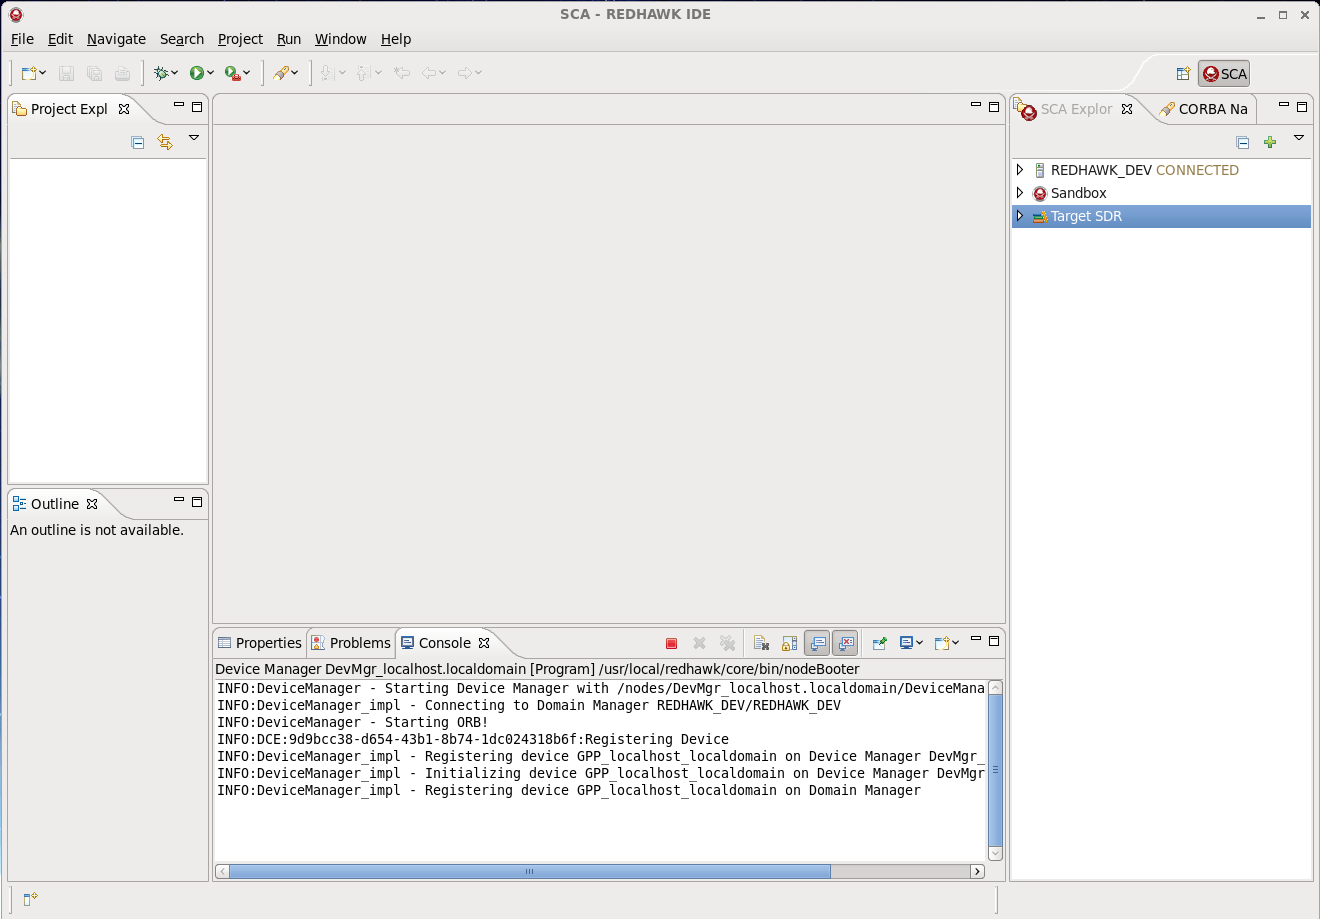 SCA - REDHAWK IDE
File Edit Navigate Search Project Run Window Help
SCA
Project Expl
SCA Explor CORBA Na
REDHAWK_DEV CONNECTED
Sandbox
Target SDR
Outline
An outline is not available.
Properties Problems Console
Device Manager DevMgr_localhost.localdomain [Program] /usr/local/redhawk/core/bin/nodeBooter
INFO:DeviceManager - Starting Device Manager with /nodes/DevMgr_localhost.localdomain/DeviceMana
INFO:DeviceManager_impl - Connecting to Domain Manager REDHAWK_DEV/REDHAWK_DEV
INFO:DeviceManager - Starting ORB!
INFO:DCE:9d9bcc38-d654-43b1-8b74-1dc024318b6f:Registering Device
INFO:DeviceManager_impl - Registering device GPP_localhost_localdomain on Device Manager DevMgr_
INFO:DeviceManager_impl - Initializing device GPP_localhost_localdomain on Device Manager DevMgr
INFO:DeviceManager_impl - Registering device GPP_localhost_localdomain on Domain Manager